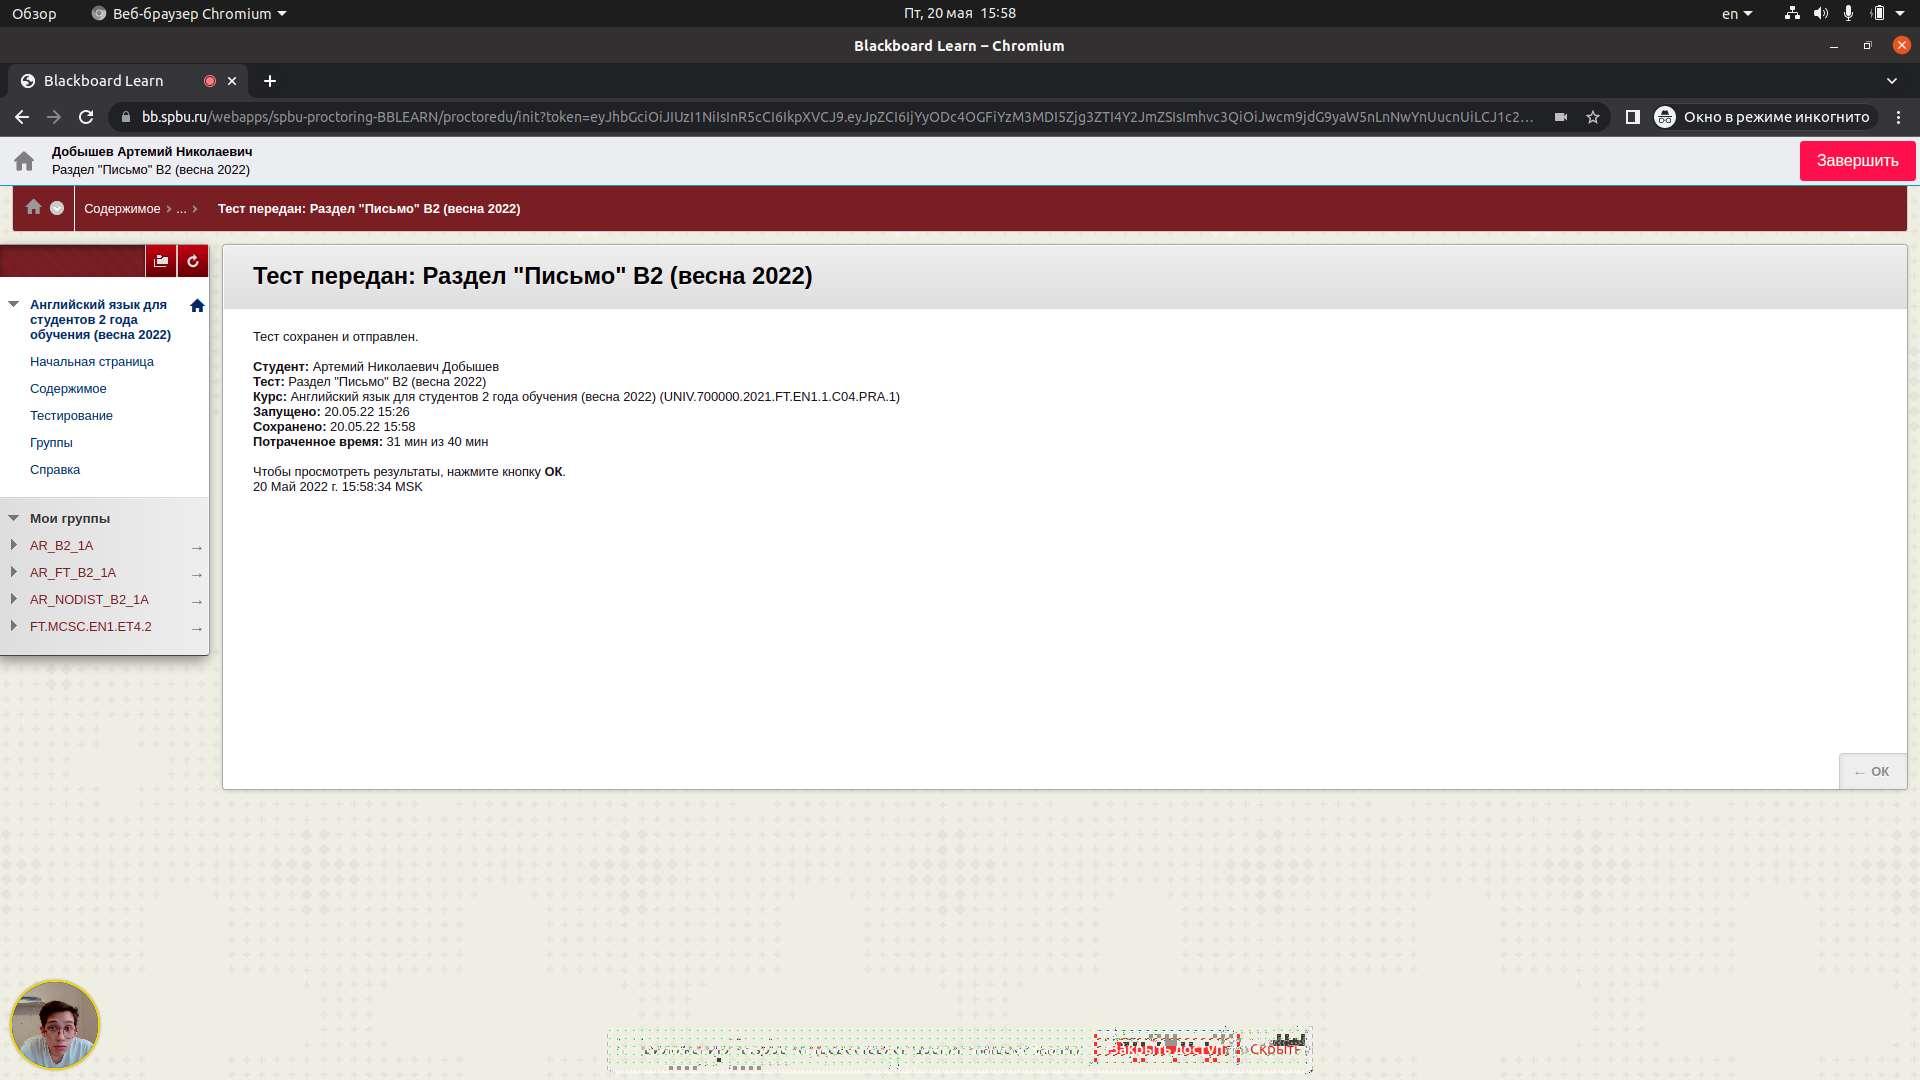 Обзор
Веб-браузер Chromium
Пт, 20 мая 15:58
en
Blackboard Learn – Chromium
Blackboard Learn
bb.spbu.ru/webapps/spbu-proctoring-BBLEARN/proctoredu/init?token=eyJhbGciOiJIUzI1NiIsInR5cCI6IkpXVCJ9.eyJpZCI6IjYyODc4OGFiYzM3MDI5Zjg3ZTI4Y2JmZSIsImhvc3QiOiJwcm9jdG9yaW5nLnNwYnUucnUiLCJ1c2...
Окно в режиме инкогнито
Добышев Артемий Николаевич
Раздел "Письмо" B2 (весна 2022)
Завершить
Содержимое
...
Тест передан: Раздел "Письмо" B2 (весна 2022)
Английский язык для
студентов 2 года
обучения (весна 2022)
Начальная страница
Содержимое
Тестирование
Группы
Справка
Мои группы
AR_B2_1A →
AR_FT_B2_1A →
AR_NODIST_B2_1A →
FT.MCSC.EN1.ET4.2 →
Тест передан: Раздел "Письмо" B2 (весна 2022)
Тест сохранен и отправлен.
Студент: Артемий Николаевич Добышев
Тест: Раздел "Письмо" B2 (весна 2022)
Курс: Английский язык для студентов 2 года обучения (весна 2022) (UNIV.700000.2021.FT.EN1.1.C04.PRA.1)
Запущено: 20.05.22 15:26
Сохранено: 20.05.22 15:58
Потраченное время: 31 мин из 40 мин
Чтобы просмотреть результаты, нажмите кнопку ОК.
20 Май 2022 г. 15:58:34 MSK
← ОК
Закрыть доступ
Скрыть